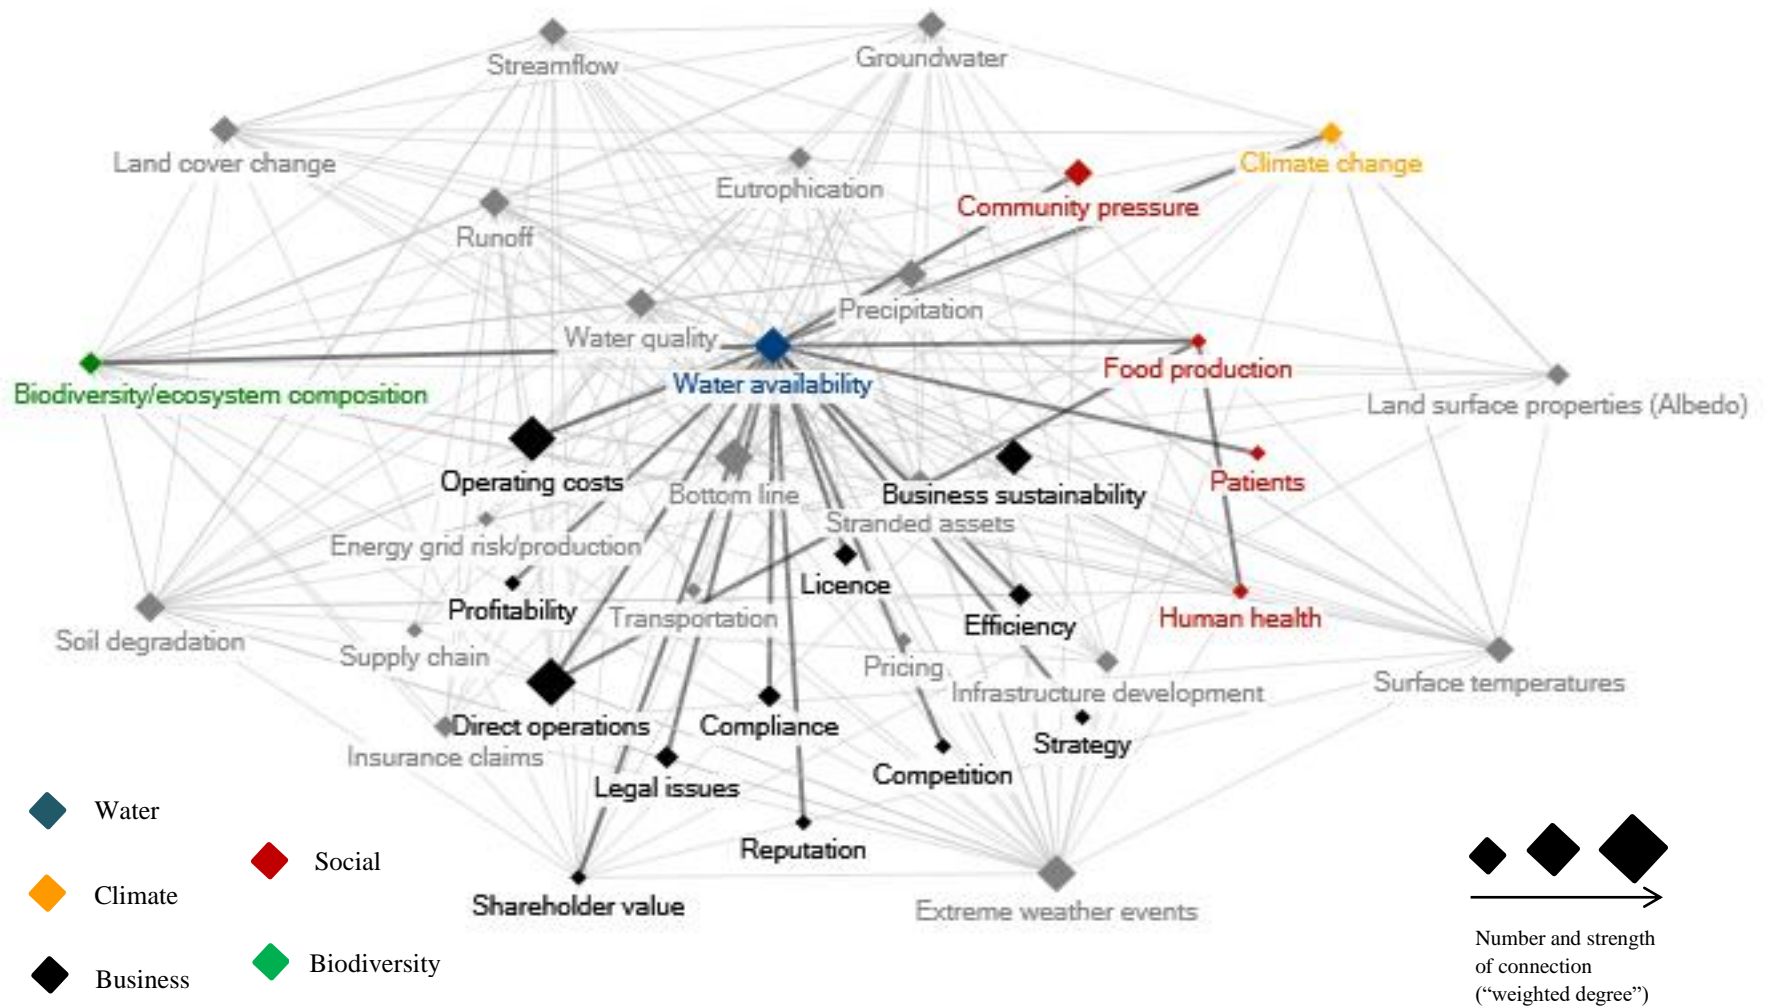 Streamflow
Groundwater
Land cover change
Climate change
Eutrophication
Community pressure
Runoff
Precipitation
Water quality
Food production
Water availability
Biodiversity/ecosystem composition
Land surface properties (Albedo)
Operating costs
Patients
Bottom line
Business sustainability
Stranded assets
Energy grid risk/production
Licence
Profitability
Transportation
Efficiency
Human health
Soil degradation
Supply chain
Pricing
Infrastructure development
Surface temperatures
Direct operations
Compliance
Strategy
Insurance claims
Competition
Legal issues
Reputation
Shareholder value
Extreme weather events
Water
Social
Climate
Biodiversity
Business
Number and strength
of connection
(“weighted degree”)